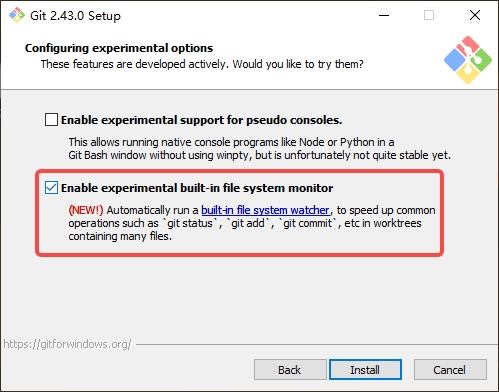 Git 2.43.0 Setup
Configuring experimental options
These features are developed actively. Would you like to try them?
Enable experimental support for pseudo consoles.
This allows running native console programs like Node or Python in a
Git Bash window without using winpty, but is unfortunately not quite stable yet.
Enable experimental built-in file system monitor
(NEW!) Automatically run a built-in file system watcher, to speed up common
operations such as `git status`, `git add`, `git commit`, etc in worktrees
containing many files.
https://gitforwindows.org/
Back
Install
Cancel